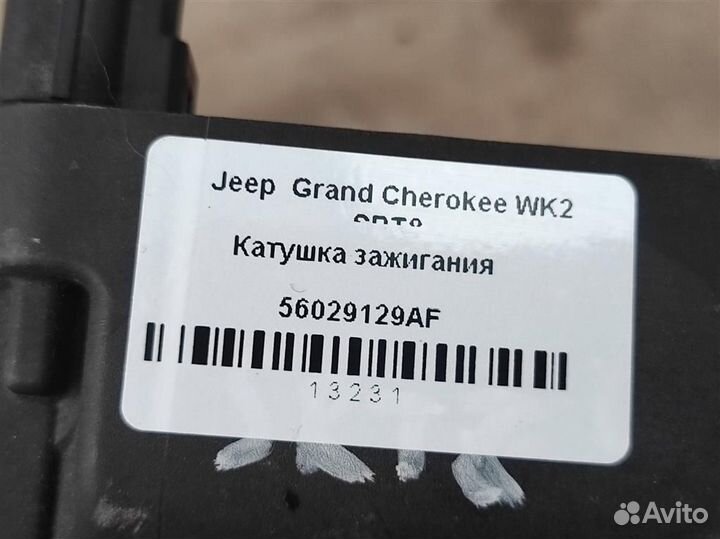 Jeep Grand Cherokee WK2
Катушка зажигания
56029129AF
13231
Avito